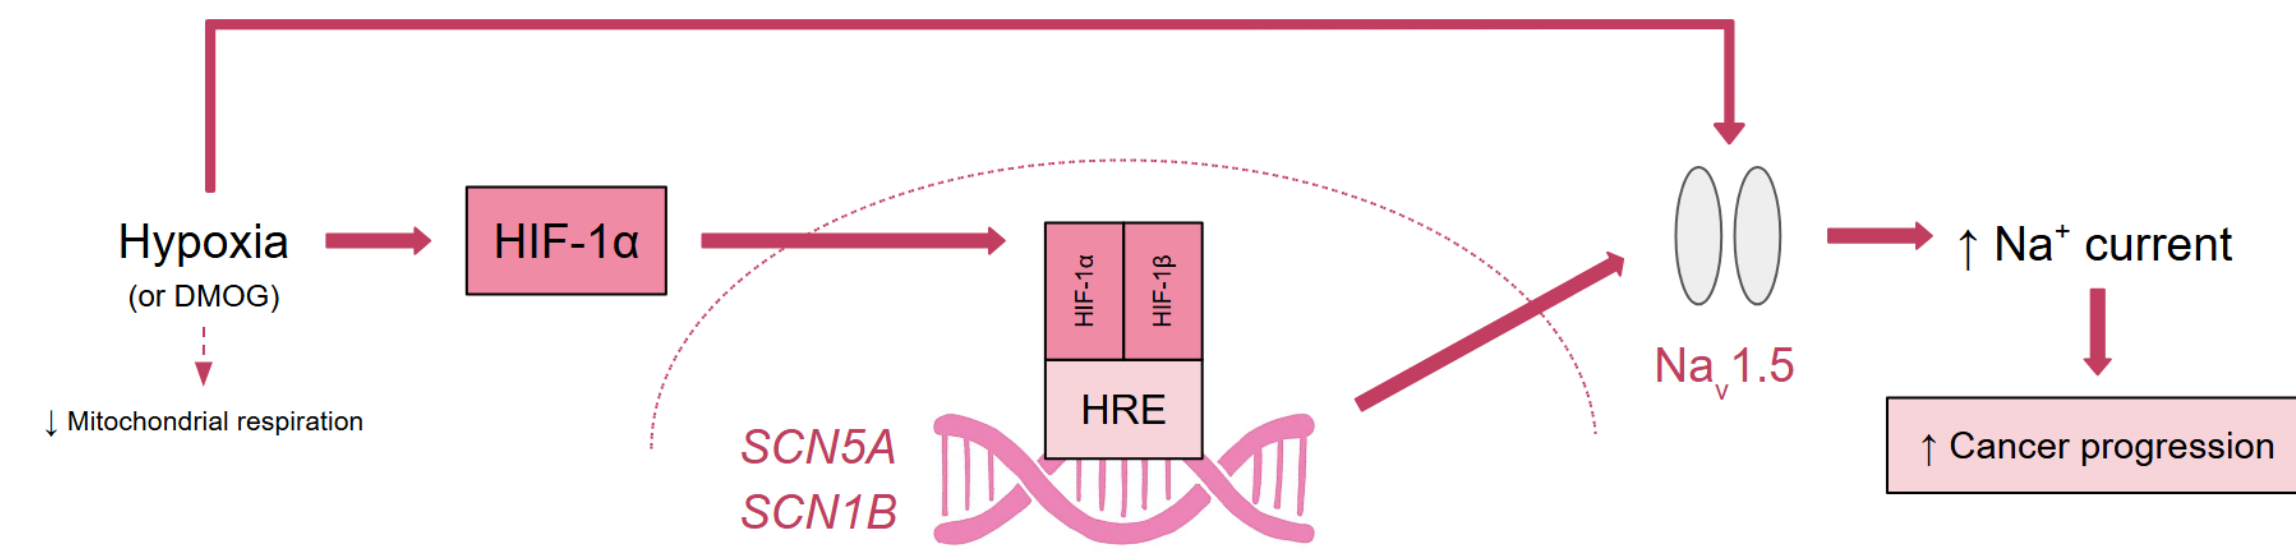 Hypoxia
(or DMOG)
↓ Mitochondrial respiration
HIF-1α
HIF-1α
HIF-1β
HRE
SCN5A
SCN1B
Nav1.5
↑ Na+ current
↑ Cancer progression